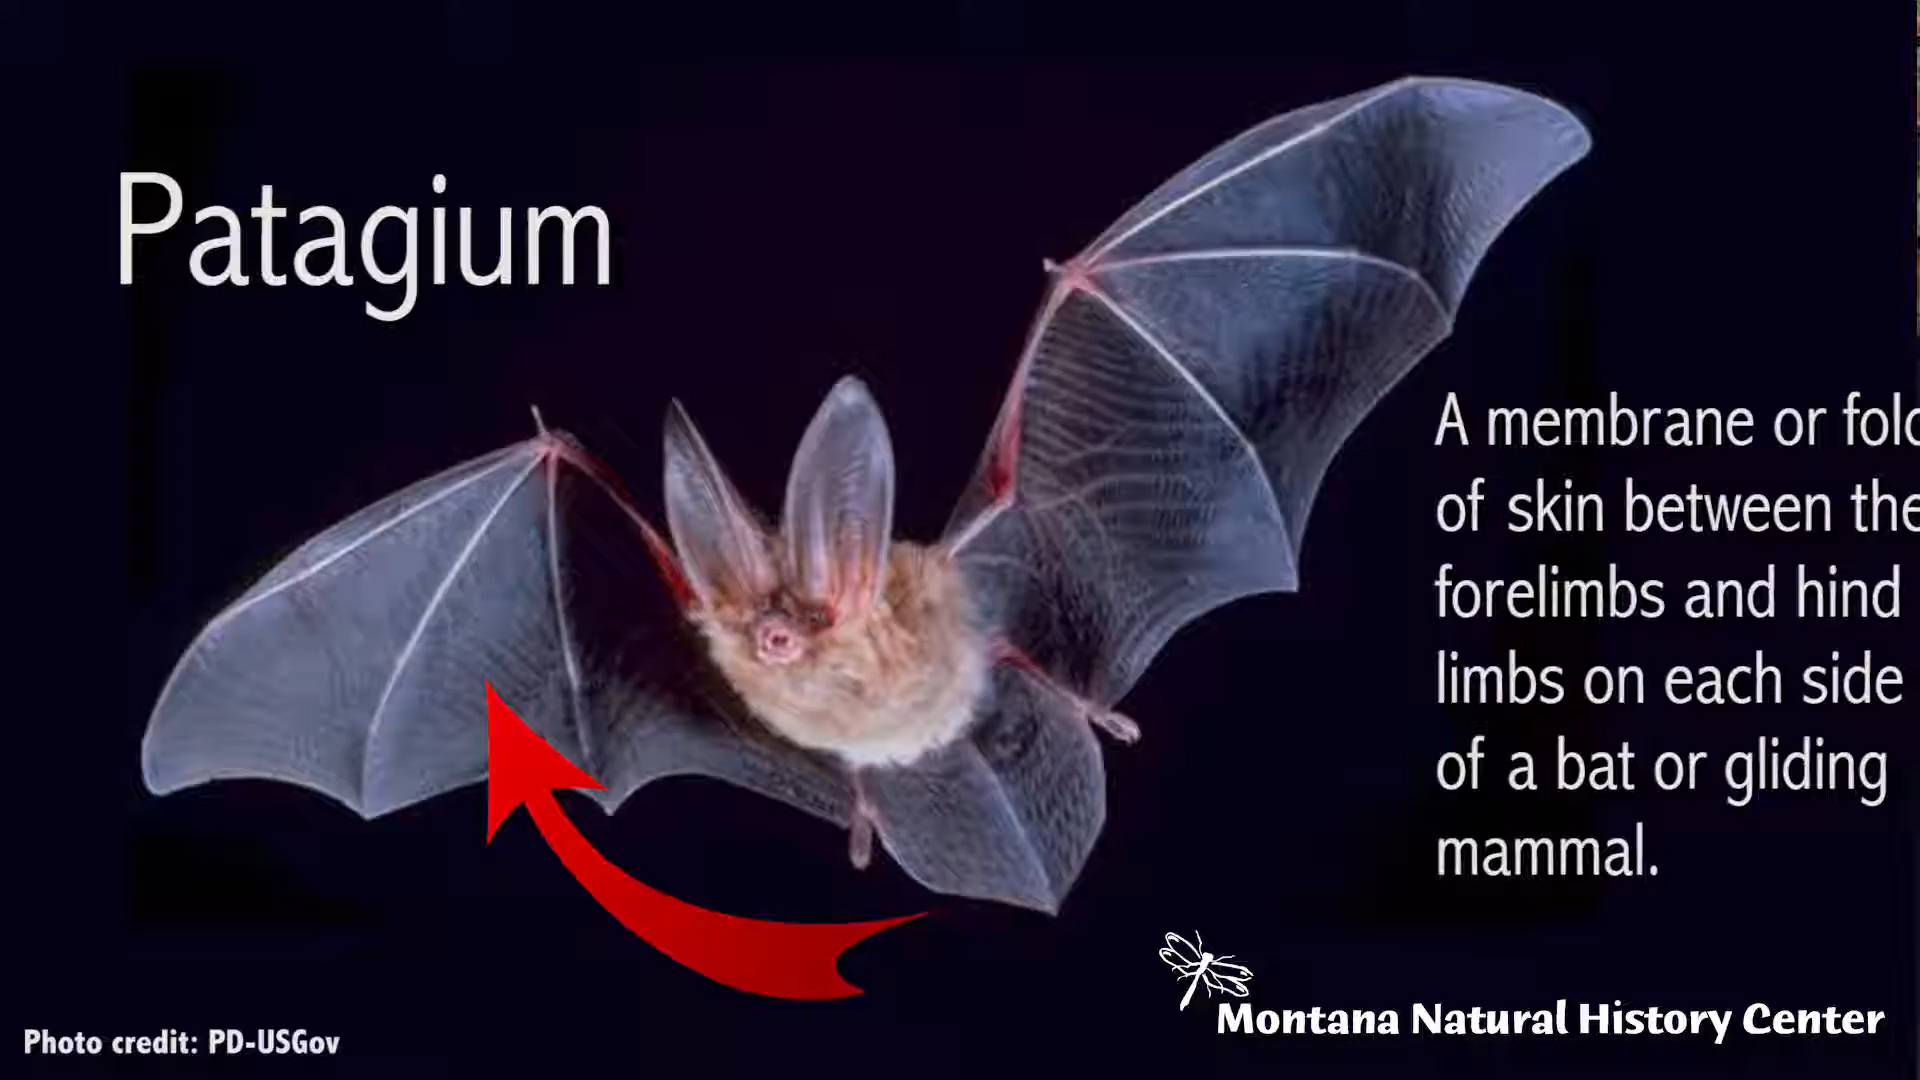 Patagium
A membrane or fold
of skin between the
forelimbs and hind
limbs on each side
of a bat or gliding
mammal.
Montana Natural History Center
Photo credit: PD-USGov